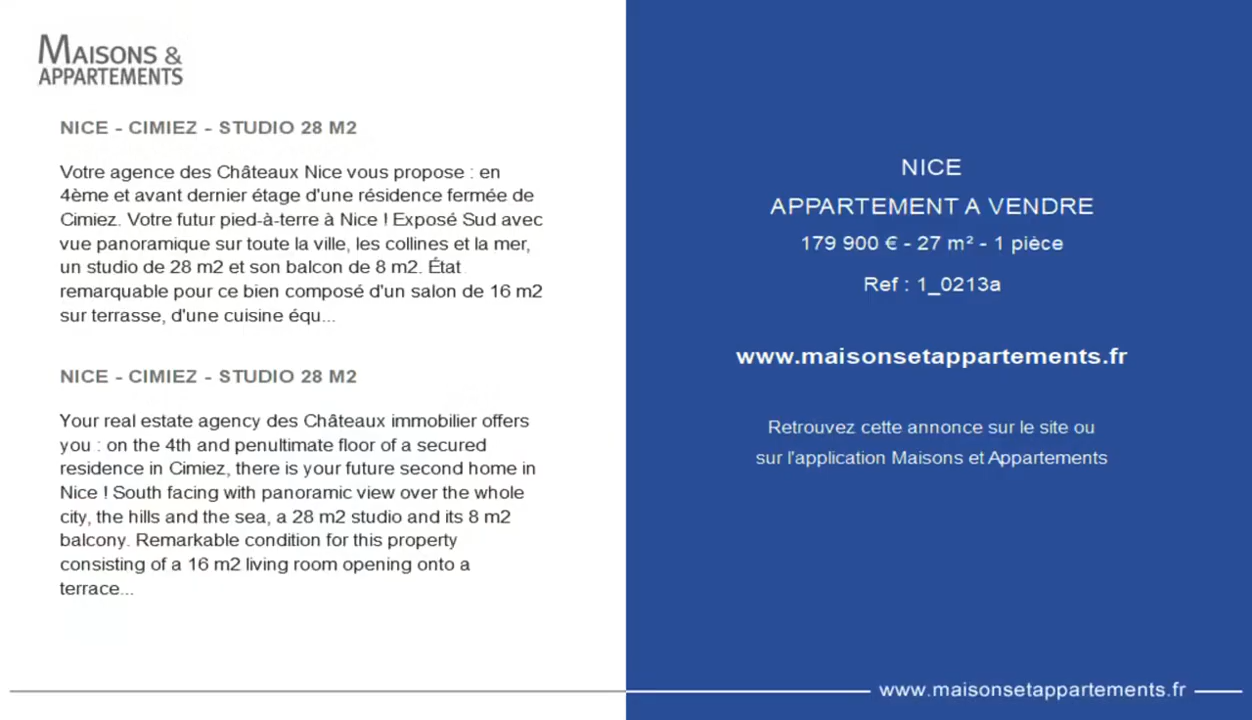 MAISONS &
APPARTEMENTS
NICE - CIMIEZ - STUDIO 28 M2
Votre agence des Châteaux Nice vous propose : en
4ème et avant dernier étage d'une résidence fermée de
Cimiez. Votre futur pied-à-terre à Nice ! Exposé Sud avec
vue panoramique sur toute la ville, les collines et la mer,
un studio de 28 m2 et son balcon de 8 m2. État
remarquable pour ce bien composé d'un salon de 16 m2
sur terrasse, d'une cuisine équ...
NICE - CIMIEZ - STUDIO 28 M2
Your real estate agency des Châteaux immobilier offers
you : on the 4th and penultimate floor of a secured
residence in Cimiez, there is your future second home in
Nice ! South facing with panoramic view over the whole
city, the hills and the sea, a 28 m2 studio and its 8 m2
balcony. Remarkable condition for this property
consisting of a 16 m2 living room opening onto a
terrace...
NICE
APPARTEMENT A VENDRE
179 900 € - 27 m² - 1 pièce
Ref : 1_0213a
www.maisonsetappartements.fr
Retrouvez cette annonce sur le site ou
sur l'application Maisons et Appartements
www.maisonsetappartements.fr